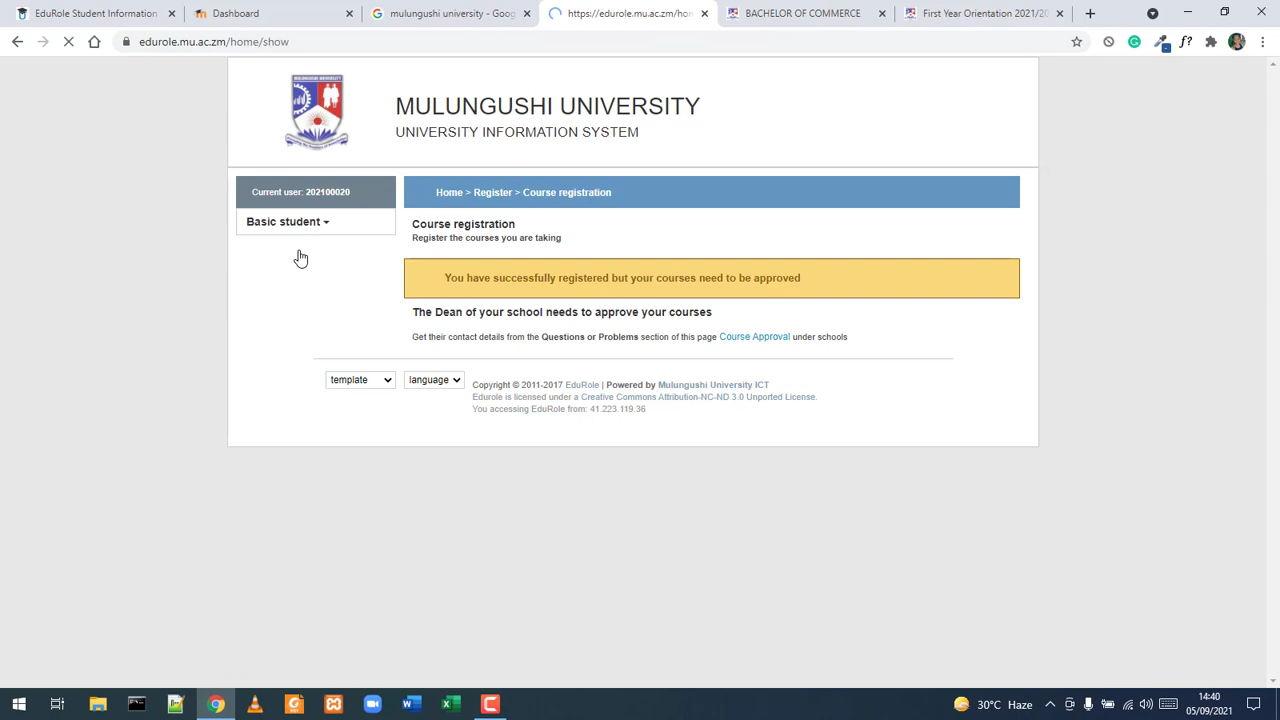 EduRole Student Information
Dashboard
mulungushi university - Goog
https://edurole.mu.ac.zm/hom
BACHELOR OF COMMERCE
First Year Orientation 2021/20
edurole.mu.ac.zm/home/show
MULUNGUSHI UNIVERSITY
UNIVERSITY INFORMATION SYSTEM
Current user: 202100020
Home > Register > Course registration
Basic student
Course registration
Register the courses you are taking
You have successfully registered but your courses need to be approved
The Dean of your school needs to approve your courses
Get their contact details from the Questions or Problems section of this page Course Approval under schools
template
language
Copyright © 2011-2017 EduRole | Powered by Mulungushi University ICT
Edurole is licensed under a Creative Commons Attribution-NC-ND 3.0 Unported License.
You accessing EduRole from: 41.223.119.36
30°C Haze
14:40
05/09/2021